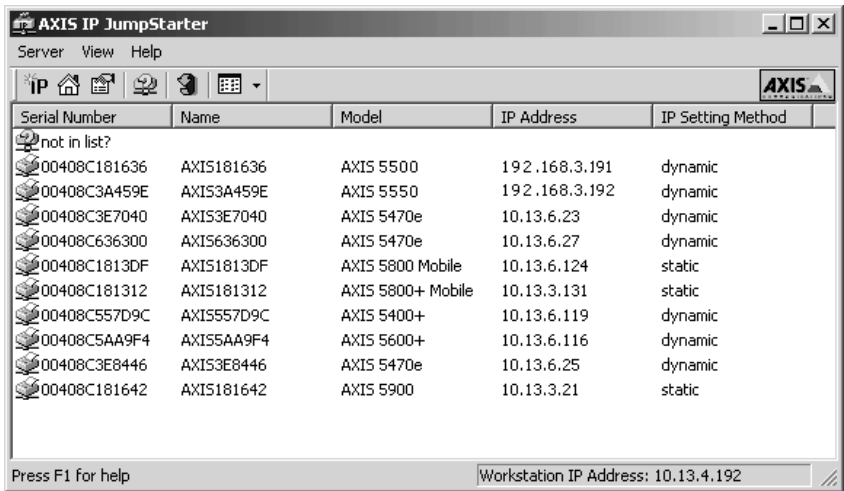 AXIS IP JumpStarter
Server View Help
IP AXIS
Serial Number Name Model IP Address IP Setting Method
not in list?
00408C181636 AXIS181636 AXIS 5500 192.168.3.191 dynamic
00408C3A459E AXIS3A459E AXIS 5550 192.168.3.192 dynamic
00408C3E7040 AXIS3E7040 AXIS 5470e 10.13.6.23 dynamic
00408C636300 AXIS636300 AXIS 5470e 10.13.6.27 dynamic
00408C1813DF AXIS1813DF AXIS 5800 Mobile 10.13.6.124 static
00408C181312 AXIS181312 AXIS 5800+ Mobile 10.13.3.131 static
00408C557D9C AXIS557D9C AXIS 5400+ 10.13.6.119 dynamic
00408C5AA9F4 AXIS5AA9F4 AXIS 5600+ 10.13.6.116 dynamic
00408C3E8446 AXIS3E8446 AXIS 5470e 10.13.6.25 dynamic
00408C181642 AXIS181642 AXIS 5900 10.13.3.21 static
Press F1 for help Workstation IP Address: 10.13.4.192